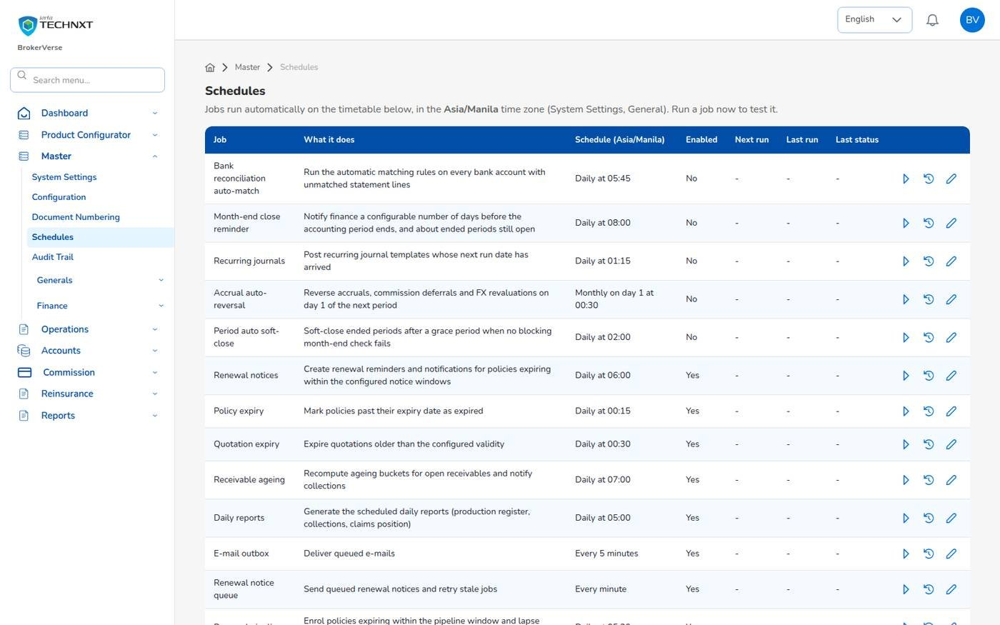 iorta
TECHNXT
BrokerVerse
English
BV
Search menu...
Dashboard
Product Configurator
Master
System Settings
Configuration
Document Numbering
Schedules
Audit Trail
Generals
Finance
Operations
Accounts
Commission
Reinsurance
Reports
Master
Schedules
Schedules
Jobs run automatically on the timetable below, in the Asia/Manila time zone (System Settings, General). Run a job now to test it.
Job What it does Schedule (Asia/Manila) Enabled Next run Last run Last status
Bank
reconciliation
auto-match
Run the automatic matching rules on every bank account with
unmatched statement lines
Daily at 05:45 No - - -
Month-end close
reminder
Notify finance a configurable number of days before the
accounting period ends, and about ended periods still open
Daily at 08:00 No - - -
Recurring journals
Post recurring journal templates whose next run date has
arrived
Daily at 01:15 No - - -
Accrual auto-
reversal
Reverse accruals, commission deferrals and FX revaluations on
day 1 of the next period
Monthly on day 1 at
00:30
No - - -
Period auto soft-
close
Soft-close ended periods after a grace period when no blocking
month-end check fails
Daily at 02:00 No - - -
Renewal notices
Create renewal reminders and notifications for policies expiring
within the configured notice windows
Daily at 06:00 Yes - - -
Policy expiry Mark policies past their expiry date as expired Daily at 00:15 Yes - - -
Quotation expiry Expire quotations older than the configured validity Daily at 00:30 Yes - - -
Receivable ageing
Recompute ageing buckets for open receivables and notify
collections
Daily at 07:00 Yes - - -
Daily reports
Generate the scheduled daily reports (production register,
collections, claims position)
Daily at 05:00 Yes - - -
E-mail outbox Deliver queued e-mails Every 5 minutes Yes - - -
Renewal notice
queue
Send queued renewal notices and retry stale jobs Every minute Yes - - -
Enrol policies expiring within the pipeline window and lapse